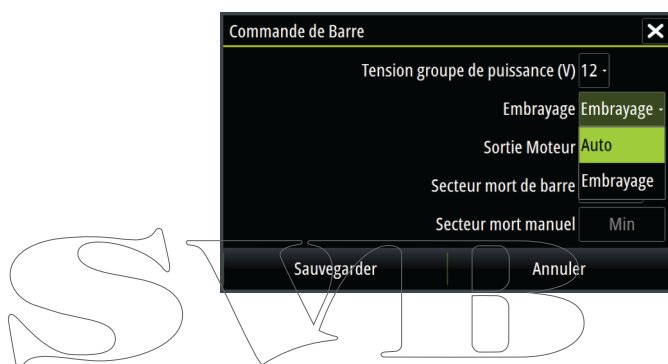 Commande de Barre
Tension groupe de puissance (V) 12
Embrayage Embrayage
Sortie Moteur Auto
Secteur mort de barre Embrayage
Secteur mort manuel Min
Sauvegarder Annuler
SVB